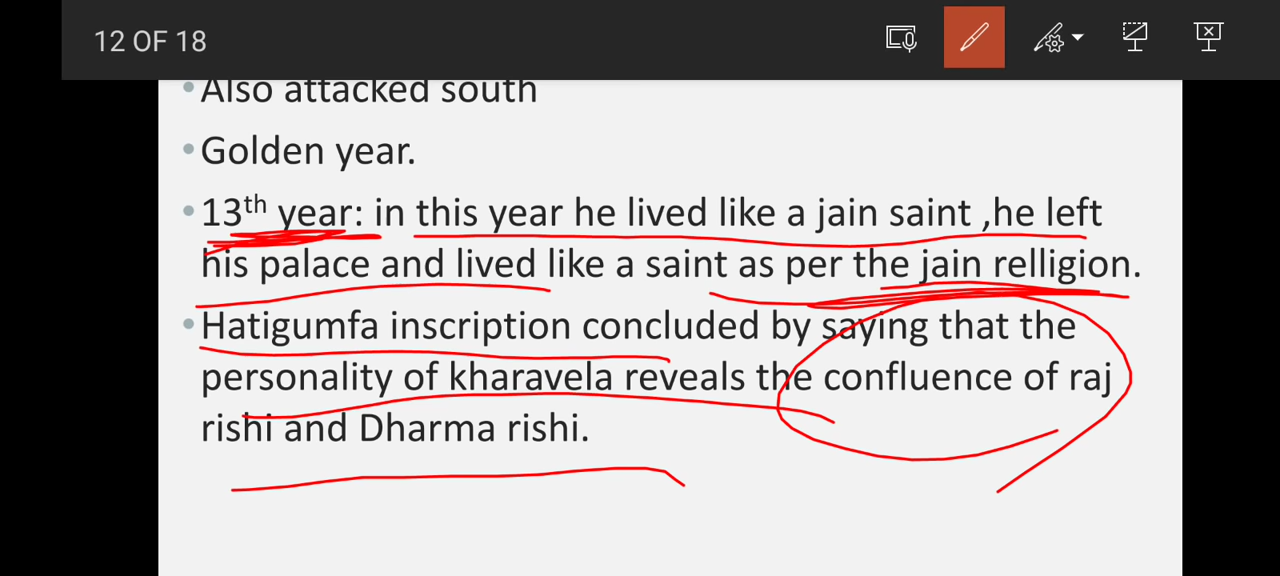 12 OF 18
Also attacked south
Golden year.
13th year: in this year he lived like a jain saint ,he left
his palace and lived like a saint as per the jain relligion.
Hatigumfa inscription concluded by saying that the
personality of kharavela reveals the confluence of raj
rishi and Dharma rishi.